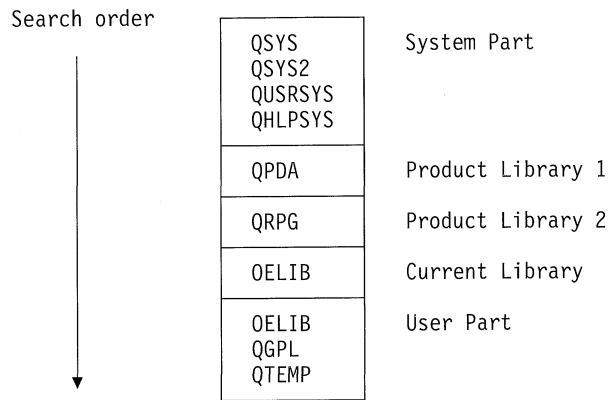 Search order
QSYS System Part
QSYS2
QUSRSYS
QHLPSYS
QPDA Product Library 1
QRPG Product Library 2
OELIB Current Library
OELIB User Part
QGPL
QTEMP